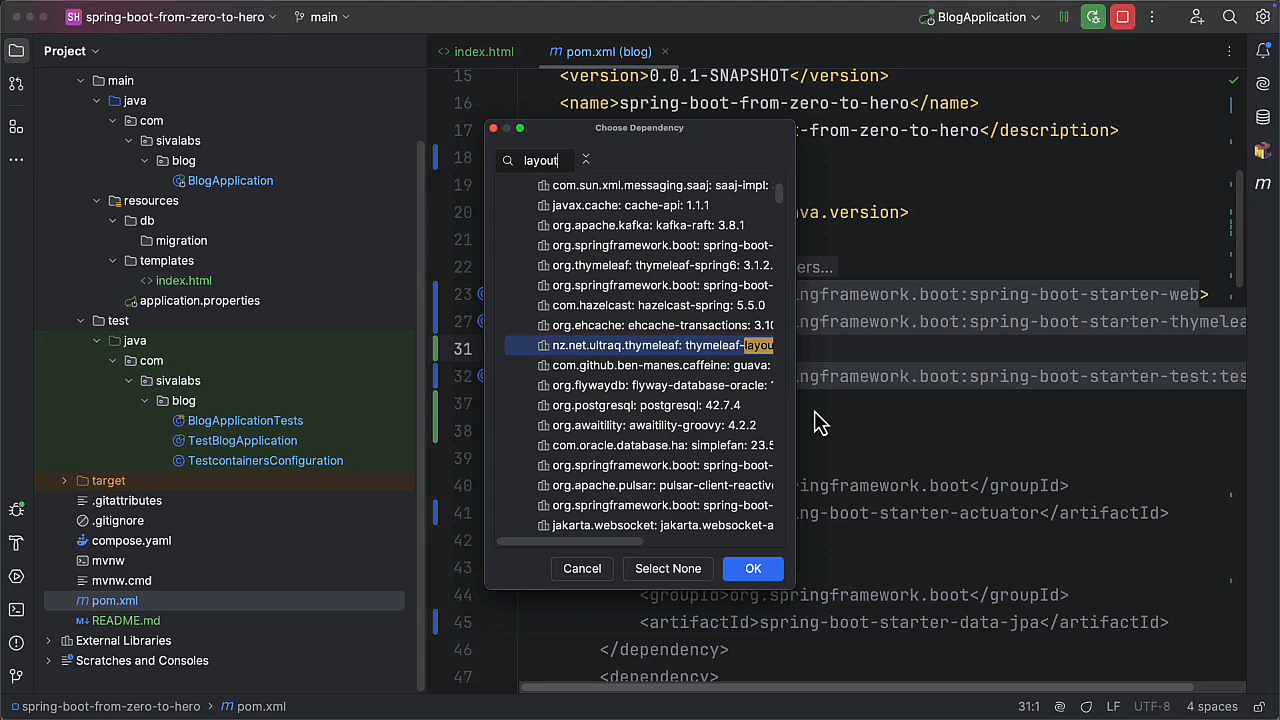 SH spring-boot-from-zero-to-hero
main
BlogApplication
Project
<> index.html
m pom.xml (blog)
main
java
com
sivalabs
blog
BlogApplication
resources
db
migration
templates
<> index.html
application.properties
test
java
com
sivalabs
blog
BlogApplicationTests
TestBlogApplication
TestcontainersConfiguration
target
.gitattributes
.gitignore
compose.yaml
mvnw
mvnw.cmd
m pom.xml
M↓ README.md
External Libraries
Scratches and Consoles
15 <version>0.0.1-SNAPSHOT</version>
16 <name>spring-boot-from-zero-to-hero</name>
17 t-from-zero-to-hero</description>
18
19
20 va.version>
21
22 ers...
23 ingframework.boot:spring-boot-starter-web>
27 ingframework.boot:spring-boot-starter-thymelea
31
32 ingframework.boot:spring-boot-starter-test:tes
37
38
39
40 ingframework.boot</groupId>
41 g-boot-starter-actuator</artifactId>
42
43
44 <groupId>org.springframework.boot</groupId>
45 <artifactId>spring-boot-starter-data-jpa</artifactId>
46 </dependency>
47 <dependency>
Choose Dependency
layout
com.sun.xml.messaging.saaj: saaj-impl:
javax.cache: cache-api: 1.1.1
org.apache.kafka: kafka-raft: 3.8.1
org.springframework.boot: spring-boot-
org.thymeleaf: thymeleaf-spring6: 3.1.2.
org.springframework.boot: spring-boot-
com.hazelcast: hazelcast-spring: 5.5.0
org.ehcache: ehcache-transactions: 3.10
nz.net.ultraq.thymeleaf: thymeleaf-layou
com.github.ben-manes.caffeine: guava:
org.flywaydb: flyway-database-oracle:
org.postgresql: postgresql: 42.7.4
org.awaitility: awaitility-groovy: 4.2.2
com.oracle.database.ha: simplefan: 23.5
org.springframework.boot: spring-boot-
org.apache.pulsar: pulsar-client-reactive
org.springframework.boot: spring-boot-
jakarta.websocket: jakarta.websocket-a
Cancel
Select None
OK
spring-boot-from-zero-to-hero > m pom.xml
31:1
LF
UTF-8
4 spaces